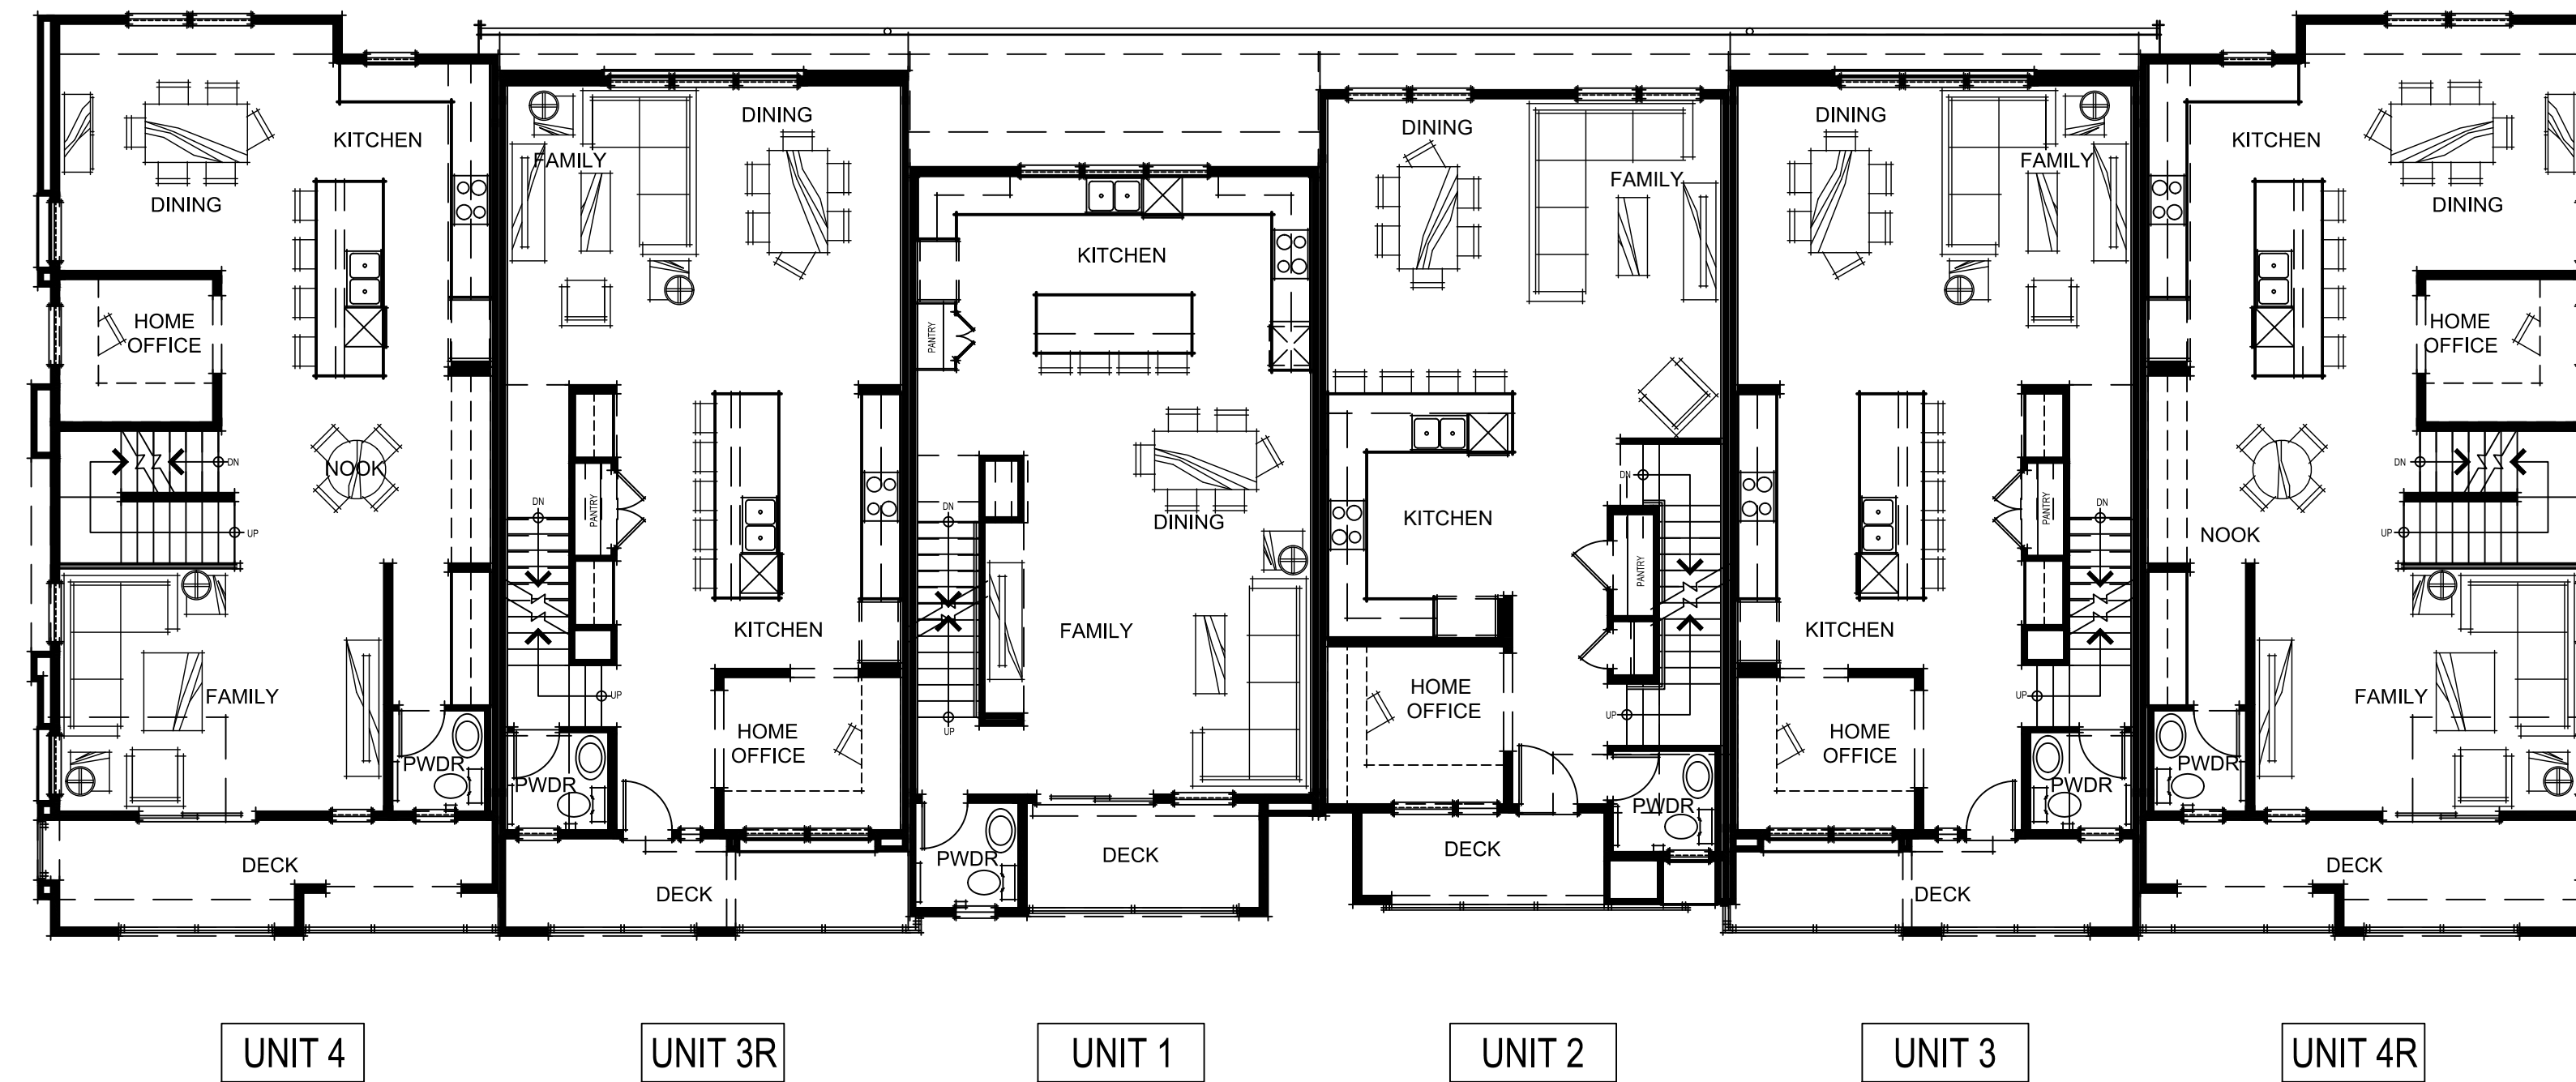 DINING
KITCHEN
HOME
OFFICE
DN
NOOK
UP
FAMILY
PWDR
DECK
UNIT 4
DINING
FAMILY
DN
PANTRY
KITCHEN
UP
HOME
OFFICE
PWDR
DECK
UNIT 3R
KITCHEN
PANTRY
DINING
DN
FAMILY
UP
PWDR
DECK
UNIT 1
DINING
FAMILY
DN
KITCHEN
PANTRY
HOME
OFFICE
UP
PWDR
DECK
UNIT 2
DINING
FAMILY
DN
PANTRY
KITCHEN
UP
HOME
OFFICE
PWDR
DECK
UNIT 3
KITCHEN
DINING
HOME
OFFICE
DN
NOOK
UP
FAMILY
PWDR
DECK
UNIT 4R